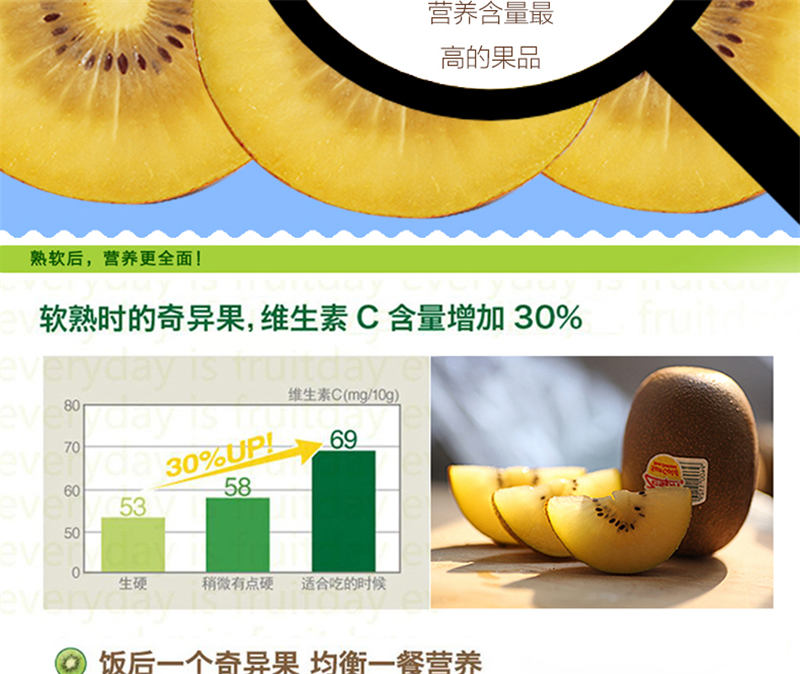 营养含量最
高的果品
熟软后，营养更全面！
软熟时的奇异果，维生素 C 含量增加 30%
everyday is fruitday
维生素C(mg/10g)
80
70
60
50
0
30%UP!
53
58
69
生硬
稍微有点硬
适合吃的时候
饭后一个奇异果 均衡一餐营养